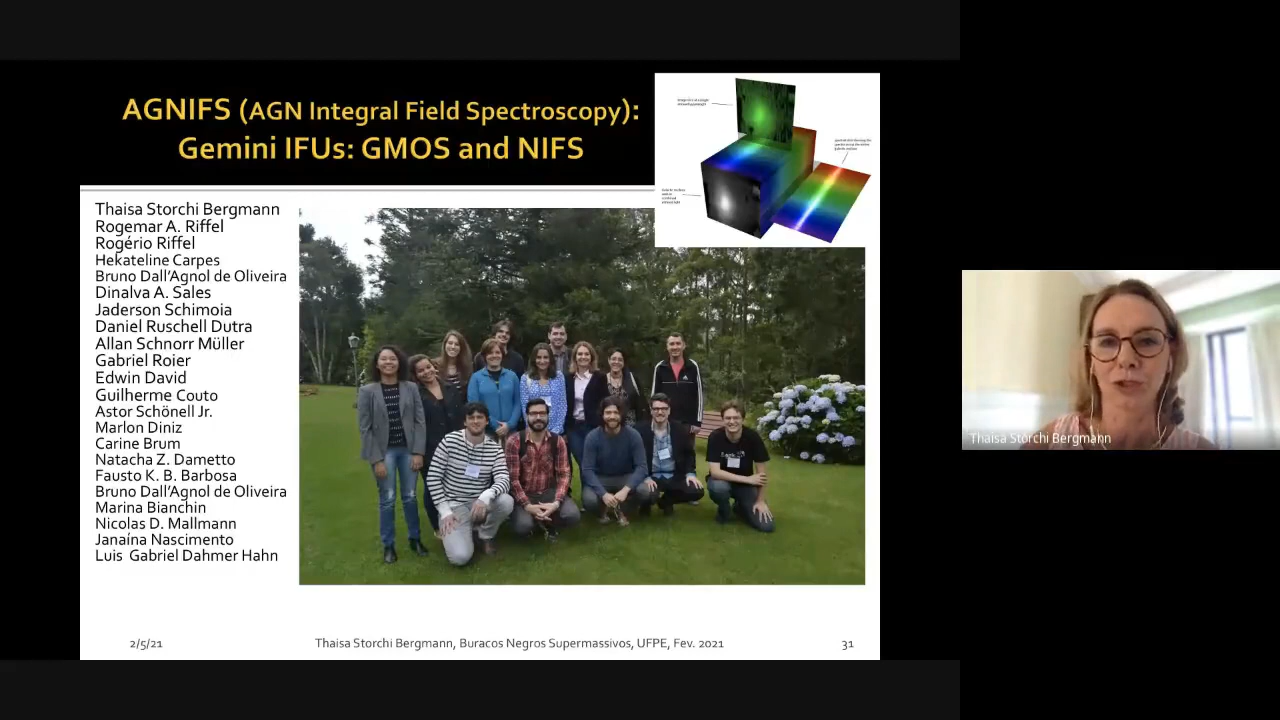 AGNIFS (AGN Integral Field Spectroscopy):
Gemini IFUs: GMOS and NIFS
Thaisa Storchi Bergmann
Rogemar A. Riffel
Rogério Riffel
Hekateline Carpes
Bruno Dall'Agnol de Oliveira
Dinalva A. Sales
Jaderson Schimoia
Daniel Ruschell Dutra
Allan Schnorr Müller
Gabriel Roier
Edwin David
Guilherme Couto
Astor Schönell Jr.
Marlon Diniz
Carine Brum
Natacha Z. Dametto
Fausto K. B. Barbosa
Bruno Dall'Agnol de Oliveira
Marina Bianchin
Nicolas D. Mallmann
Janaína Nascimento
Luis Gabriel Dahmer Hahn
2/5/21
Thaisa Storchi Bergmann, Buracos Negros Supermassivos, UFPE, Fev. 2021
31
Thaisa Storchi Bergmann